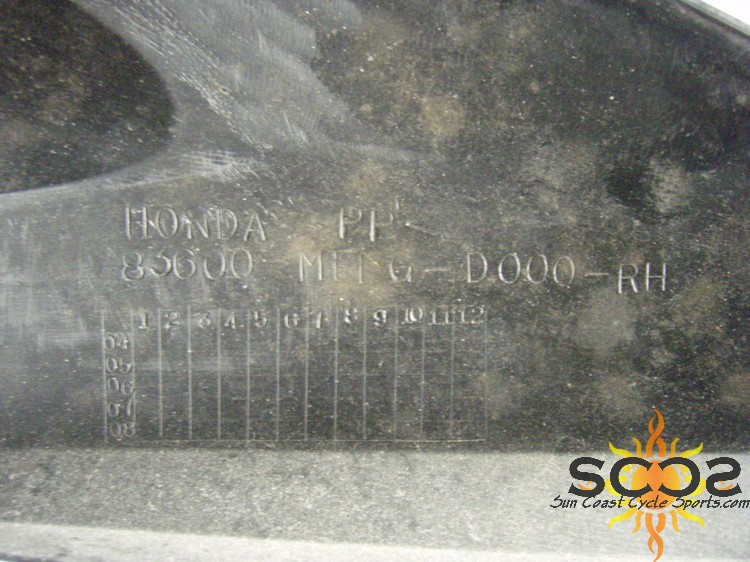 HONDA >PP<
83600-MFFG-D000-RH
1 2 3 4 5 6 7 8 9 10 11 12
04
05
06
07
08
SCCS
Sun Coast Cycle Sports.com